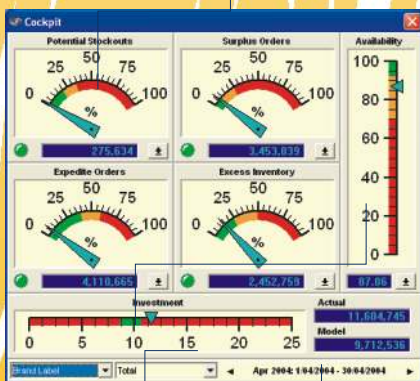 Cockpit
Potential Stockouts
0 25 50 75 100
%
275,634
Surplus Orders
0 25 50 75 100
%
3,453,839
Availability
100
80
60
40
20
0
87.06
Expedite Orders
0 25 50 75 100
%
4,110,665
Excess Inventory
0 25 50 75 100
%
2,452,759
Investment
0 5 10 15 20 25
Actual
11,684,745
Model
9,712,536
Brand Label
Total
Apr 2004: 1/04/2004 - 30/04/2004